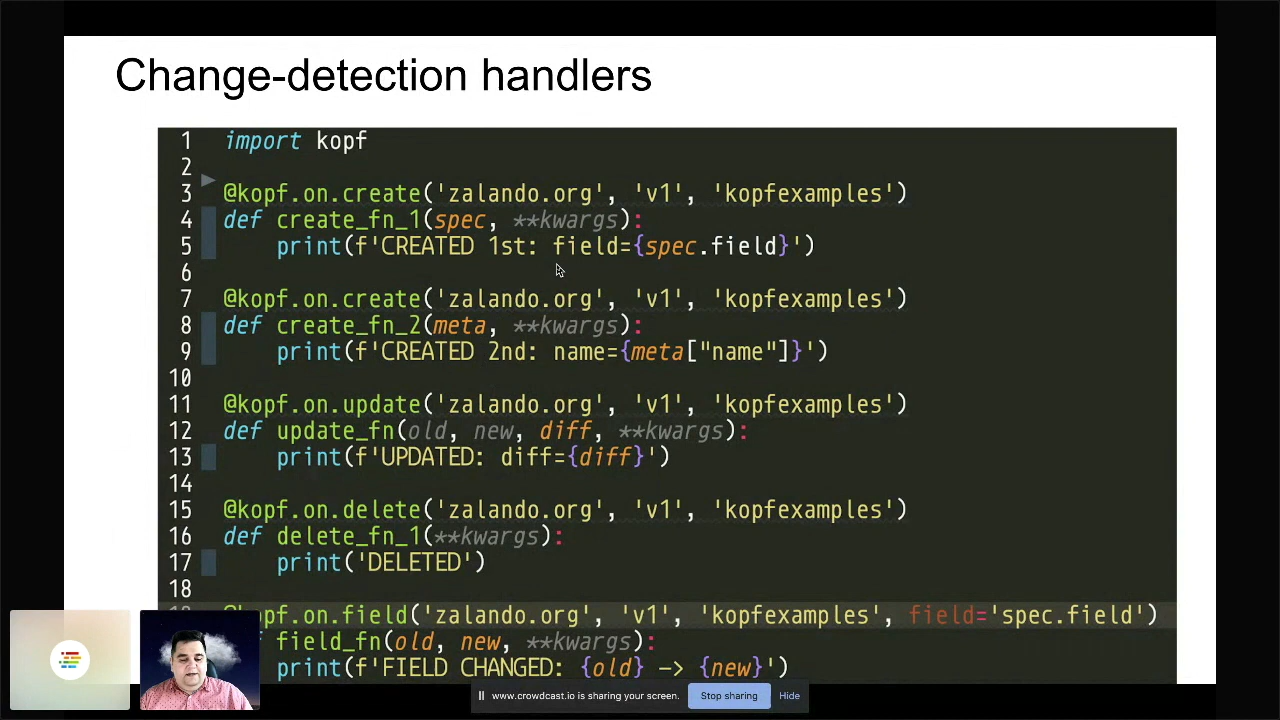 Change-detection handlers
1 import kopf
2
3 @kopf.on.create('zalando.org', 'v1', 'kopfexamples')
4 def create_fn_1(spec, **kwargs):
5 print(f'CREATED 1st: field={spec.field}')
6
7 @kopf.on.create('zalando.org', 'v1', 'kopfexamples')
8 def create_fn_2(meta, **kwargs):
9 print(f'CREATED 2nd: name={meta["name"]}')
10
11 @kopf.on.update('zalando.org', 'v1', 'kopfexamples')
12 def update_fn(old, new, diff, **kwargs):
13 print(f'UPDATED: diff={diff}')
14
15 @kopf.on.delete('zalando.org', 'v1', 'kopfexamples')
16 def delete_fn_1(**kwargs):
17 print('DELETED')
18
kopf.on.field('zalando.org', 'v1', 'kopfexamples', field='spec.field')
field_fn(old, new, **kwargs):
print(f'FIELD CHANGED: {old} -> {new}')
www.crowdcast.io is sharing your screen. Stop sharing Hide